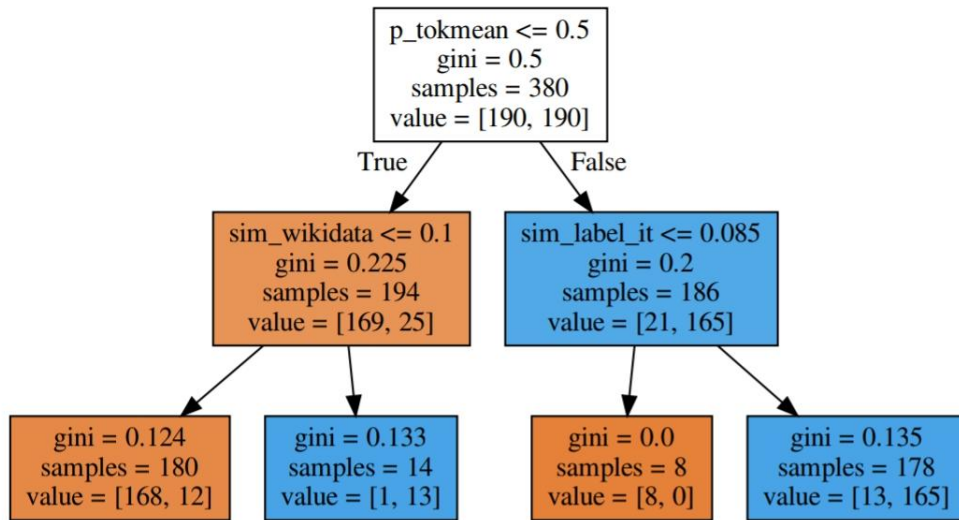 p_tokmean <= 0.5
gini = 0.5
samples = 380
value = [190, 190]
True
False
sim_wikidata <= 0.1
gini = 0.225
samples = 194
value = [169, 25]
sim_label_it <= 0.085
gini = 0.2
samples = 186
value = [21, 165]
gini = 0.124
samples = 180
value = [168, 12]
gini = 0.133
samples = 14
value = [1, 13]
gini = 0.0
samples = 8
value = [8, 0]
gini = 0.135
samples = 178
value = [13, 165]